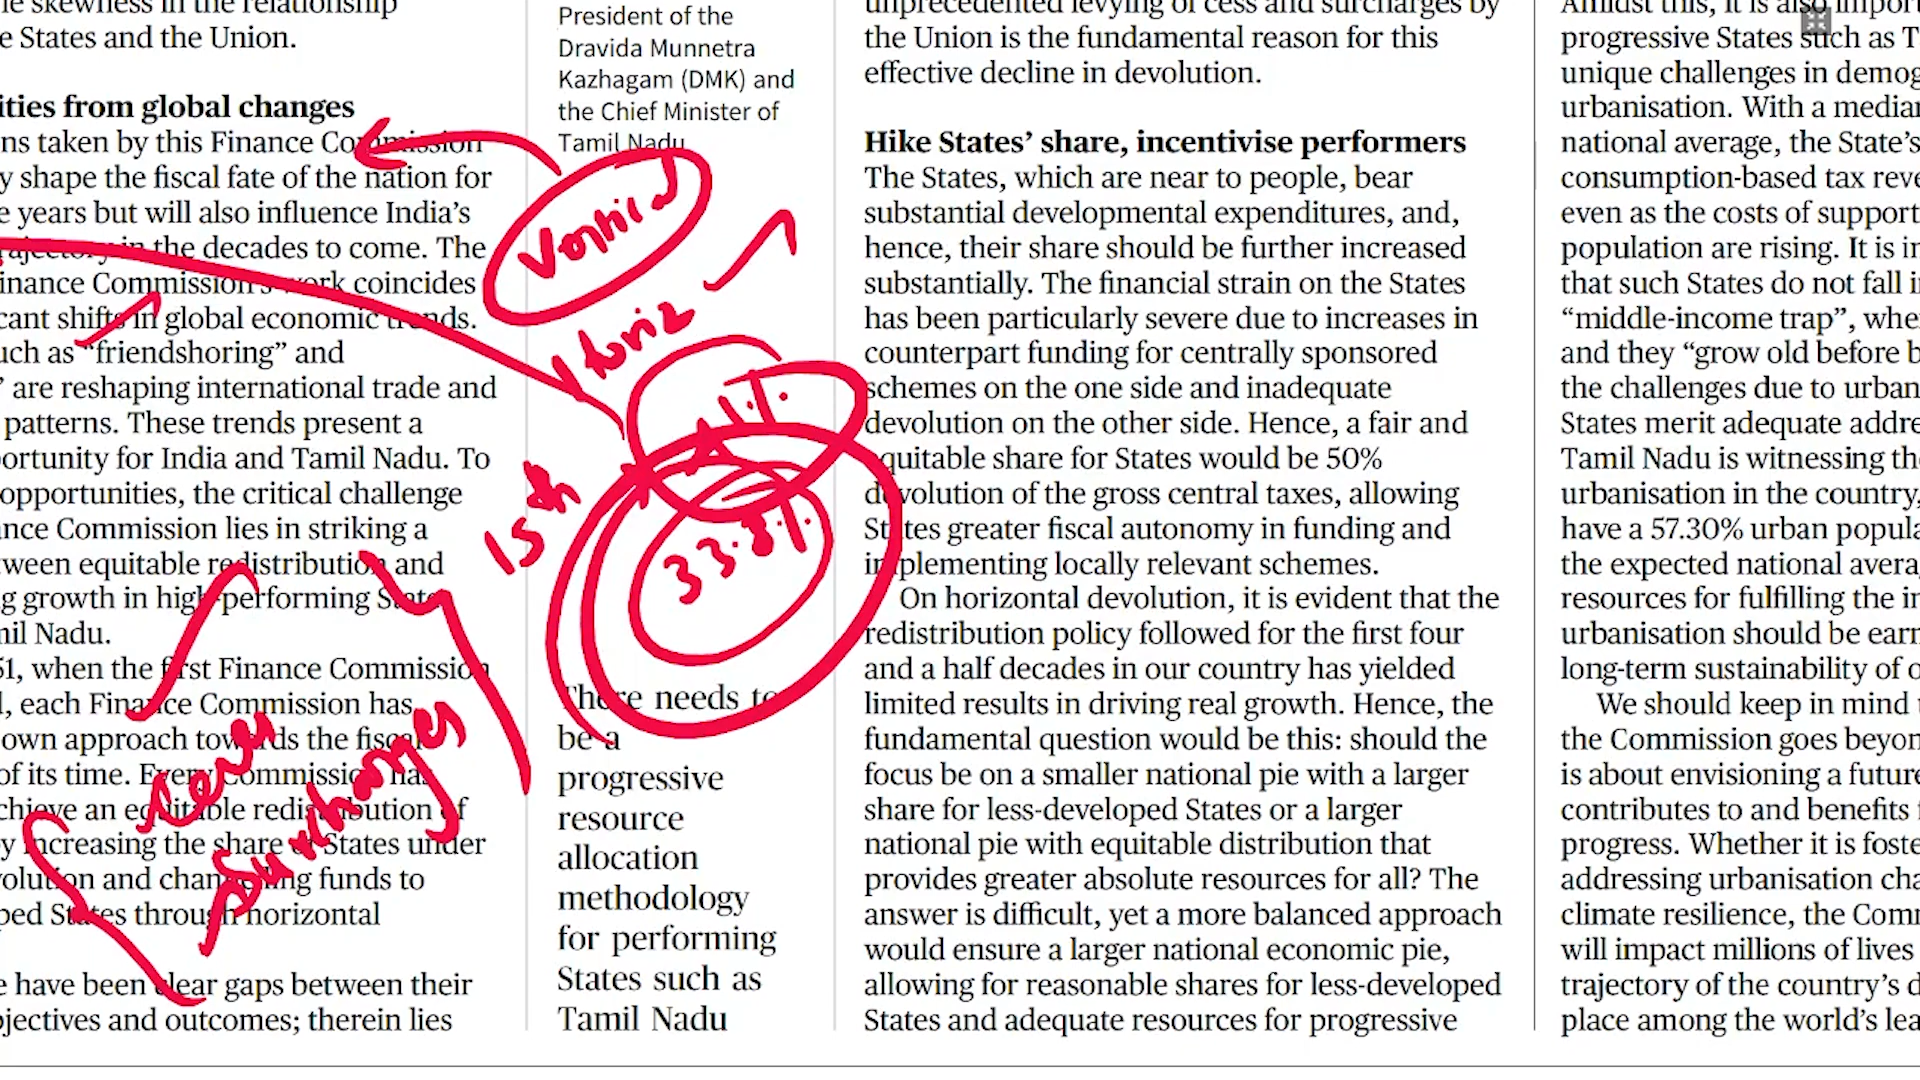 he skewness in the relationship
e States and the Union.
ities from global changes
ns taken by this Finance Commission
y shape the fiscal fate of the nation for
e years but will also influence India's
rajectory in the decades to come. The
inance Commission's work coincides
cant shifts in global economic trends.
uch as "friendshoring" and
' are reshaping international trade and
patterns. These trends present a
ortunity for India and Tamil Nadu. To
opportunities, the critical challenge
nce Commission lies in striking a
ween equitable redistribution and
g growth in high-performing State
mil Nadu.
51, when the first Finance Commission
l, each Finance Commission has
own approach towards the fiscal
of its time. Every Commission has
chieve an equitable redistribution of
y increasing the share of States under
volution and channelling funds to
ped States through horizontal
e have been clear gaps between their
bjectives and outcomes; therein lies
President of the
Dravida Munnetra
Kazhagam (DMK) and
the Chief Minister of
Tamil Nadu
Vertical
Horiz
41%
15th
33.8%
cess
surcharges
There needs to
be a
progressive
resource
allocation
methodology
for performing
States such as
Tamil Nadu
unprecedented levying of cess and surcharges by
the Union is the fundamental reason for this
effective decline in devolution.
Hike States' share, incentivise performers
The States, which are near to people, bear
substantial developmental expenditures, and,
hence, their share should be further increased
substantially. The financial strain on the States
has been particularly severe due to increases in
counterpart funding for centrally sponsored
schemes on the one side and inadequate
devolution on the other side. Hence, a fair and
equitable share for States would be 50%
devolution of the gross central taxes, allowing
States greater fiscal autonomy in funding and
implementing locally relevant schemes.
On horizontal devolution, it is evident that the
redistribution policy followed for the first four
and a half decades in our country has yielded
limited results in driving real growth. Hence, the
fundamental question would be this: should the
focus be on a smaller national pie with a larger
share for less-developed States or a larger
national pie with equitable distribution that
provides greater absolute resources for all? The
answer is difficult, yet a more balanced approach
would ensure a larger national economic pie,
allowing for reasonable shares for less-developed
States and adequate resources for progressive
Amidst this, it is also impor
progressive States such as T
unique challenges in demog
urbanisation. With a median
national average, the State's
consumption-based tax reve
even as the costs of support
population are rising. It is in
that such States do not fall i
"middle-income trap", whe
and they "grow old before b
the challenges due to urban
States merit adequate addre
Tamil Nadu is witnessing the
urbanisation in the country,
have a 57.30% urban popula
the expected national avera
resources for fulfilling the in
urbanisation should be earn
long-term sustainability of o
We should keep in mind t
the Commission goes beyon
is about envisioning a future
contributes to and benefits f
progress. Whether it is foste
addressing urbanisation cha
climate resilience, the Comm
will impact millions of lives
trajectory of the country's d
place among the world's lea